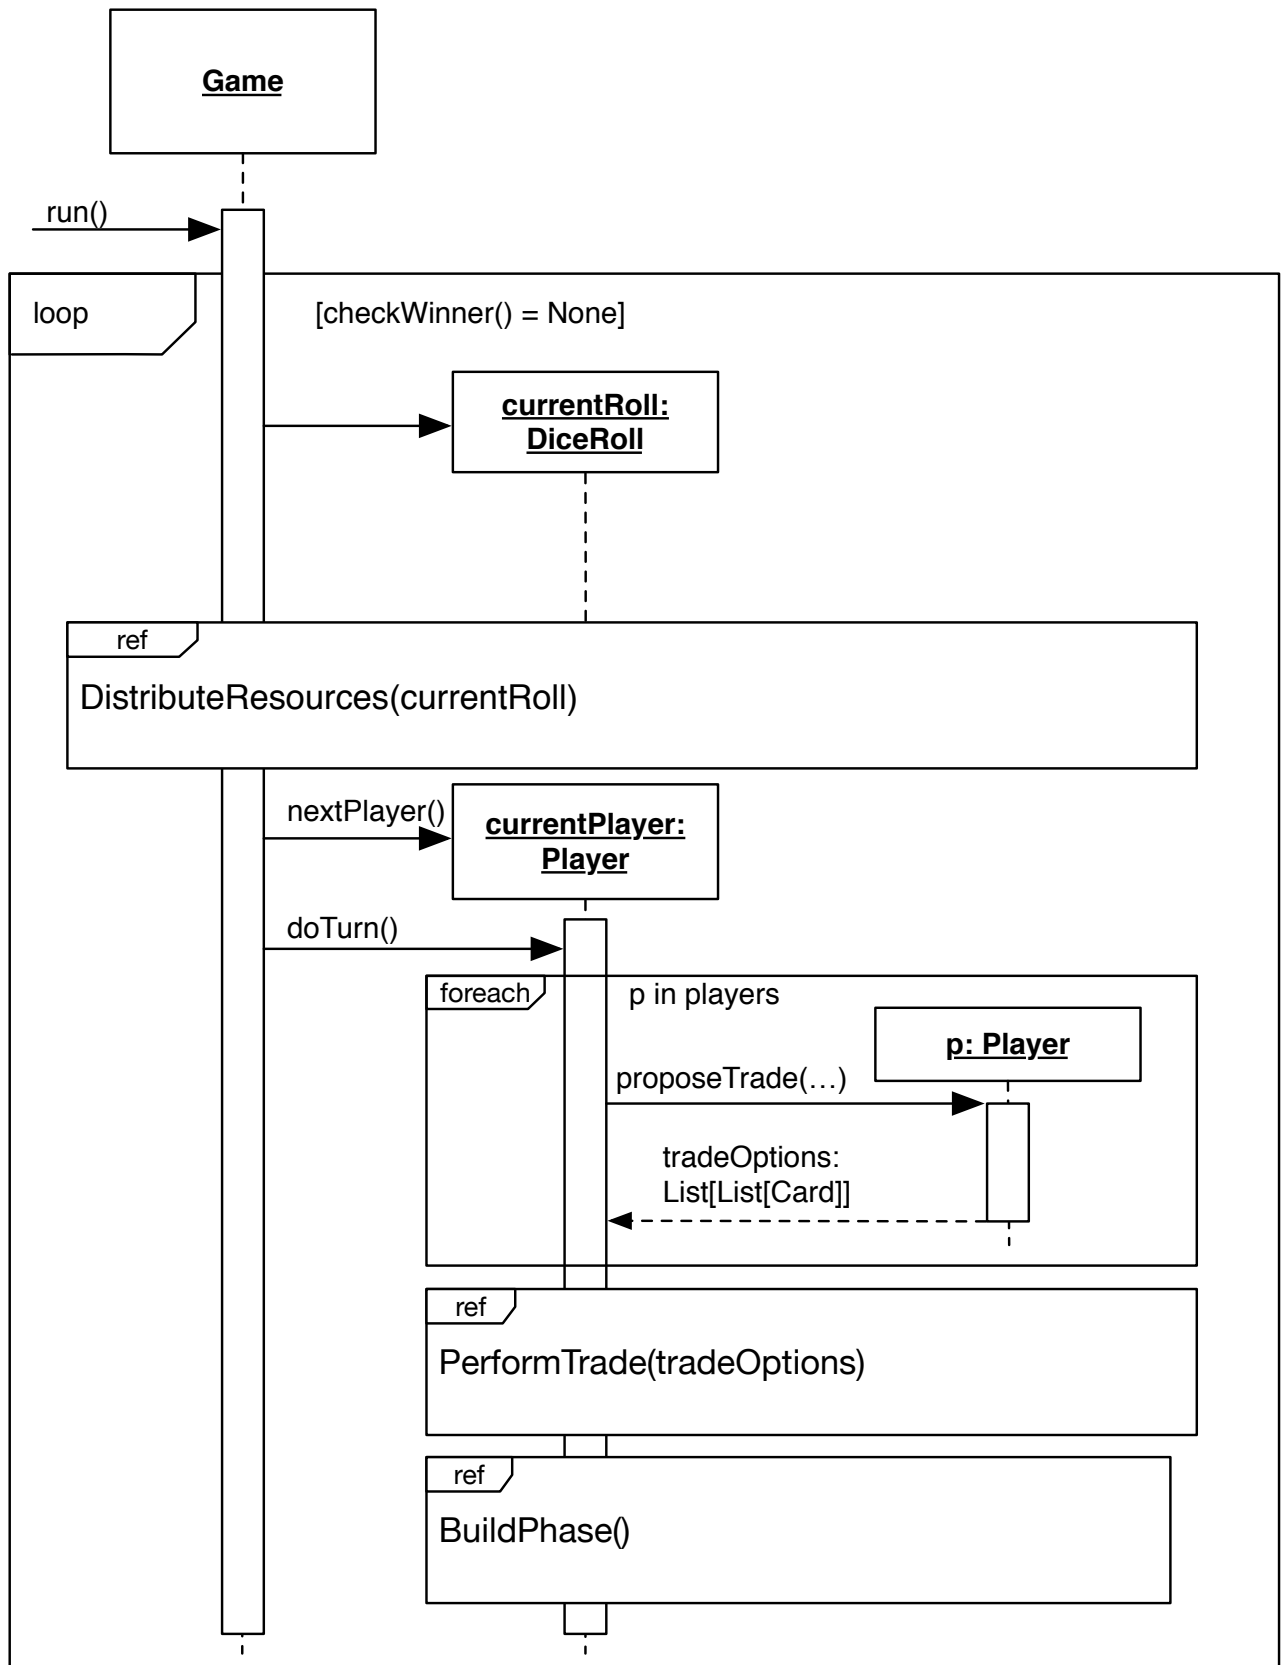 Game
run()
loop
[checkWinner() = None]
currentRoll:
DiceRoll
ref
DistributeResources(currentRoll)
nextPlayer()
currentPlayer:
Player
doTurn()
foreach
p in players
p: Player
proposeTrade(…)
tradeOptions:
List[List[Card]]
ref
PerformTrade(tradeOptions)
ref
BuildPhase()